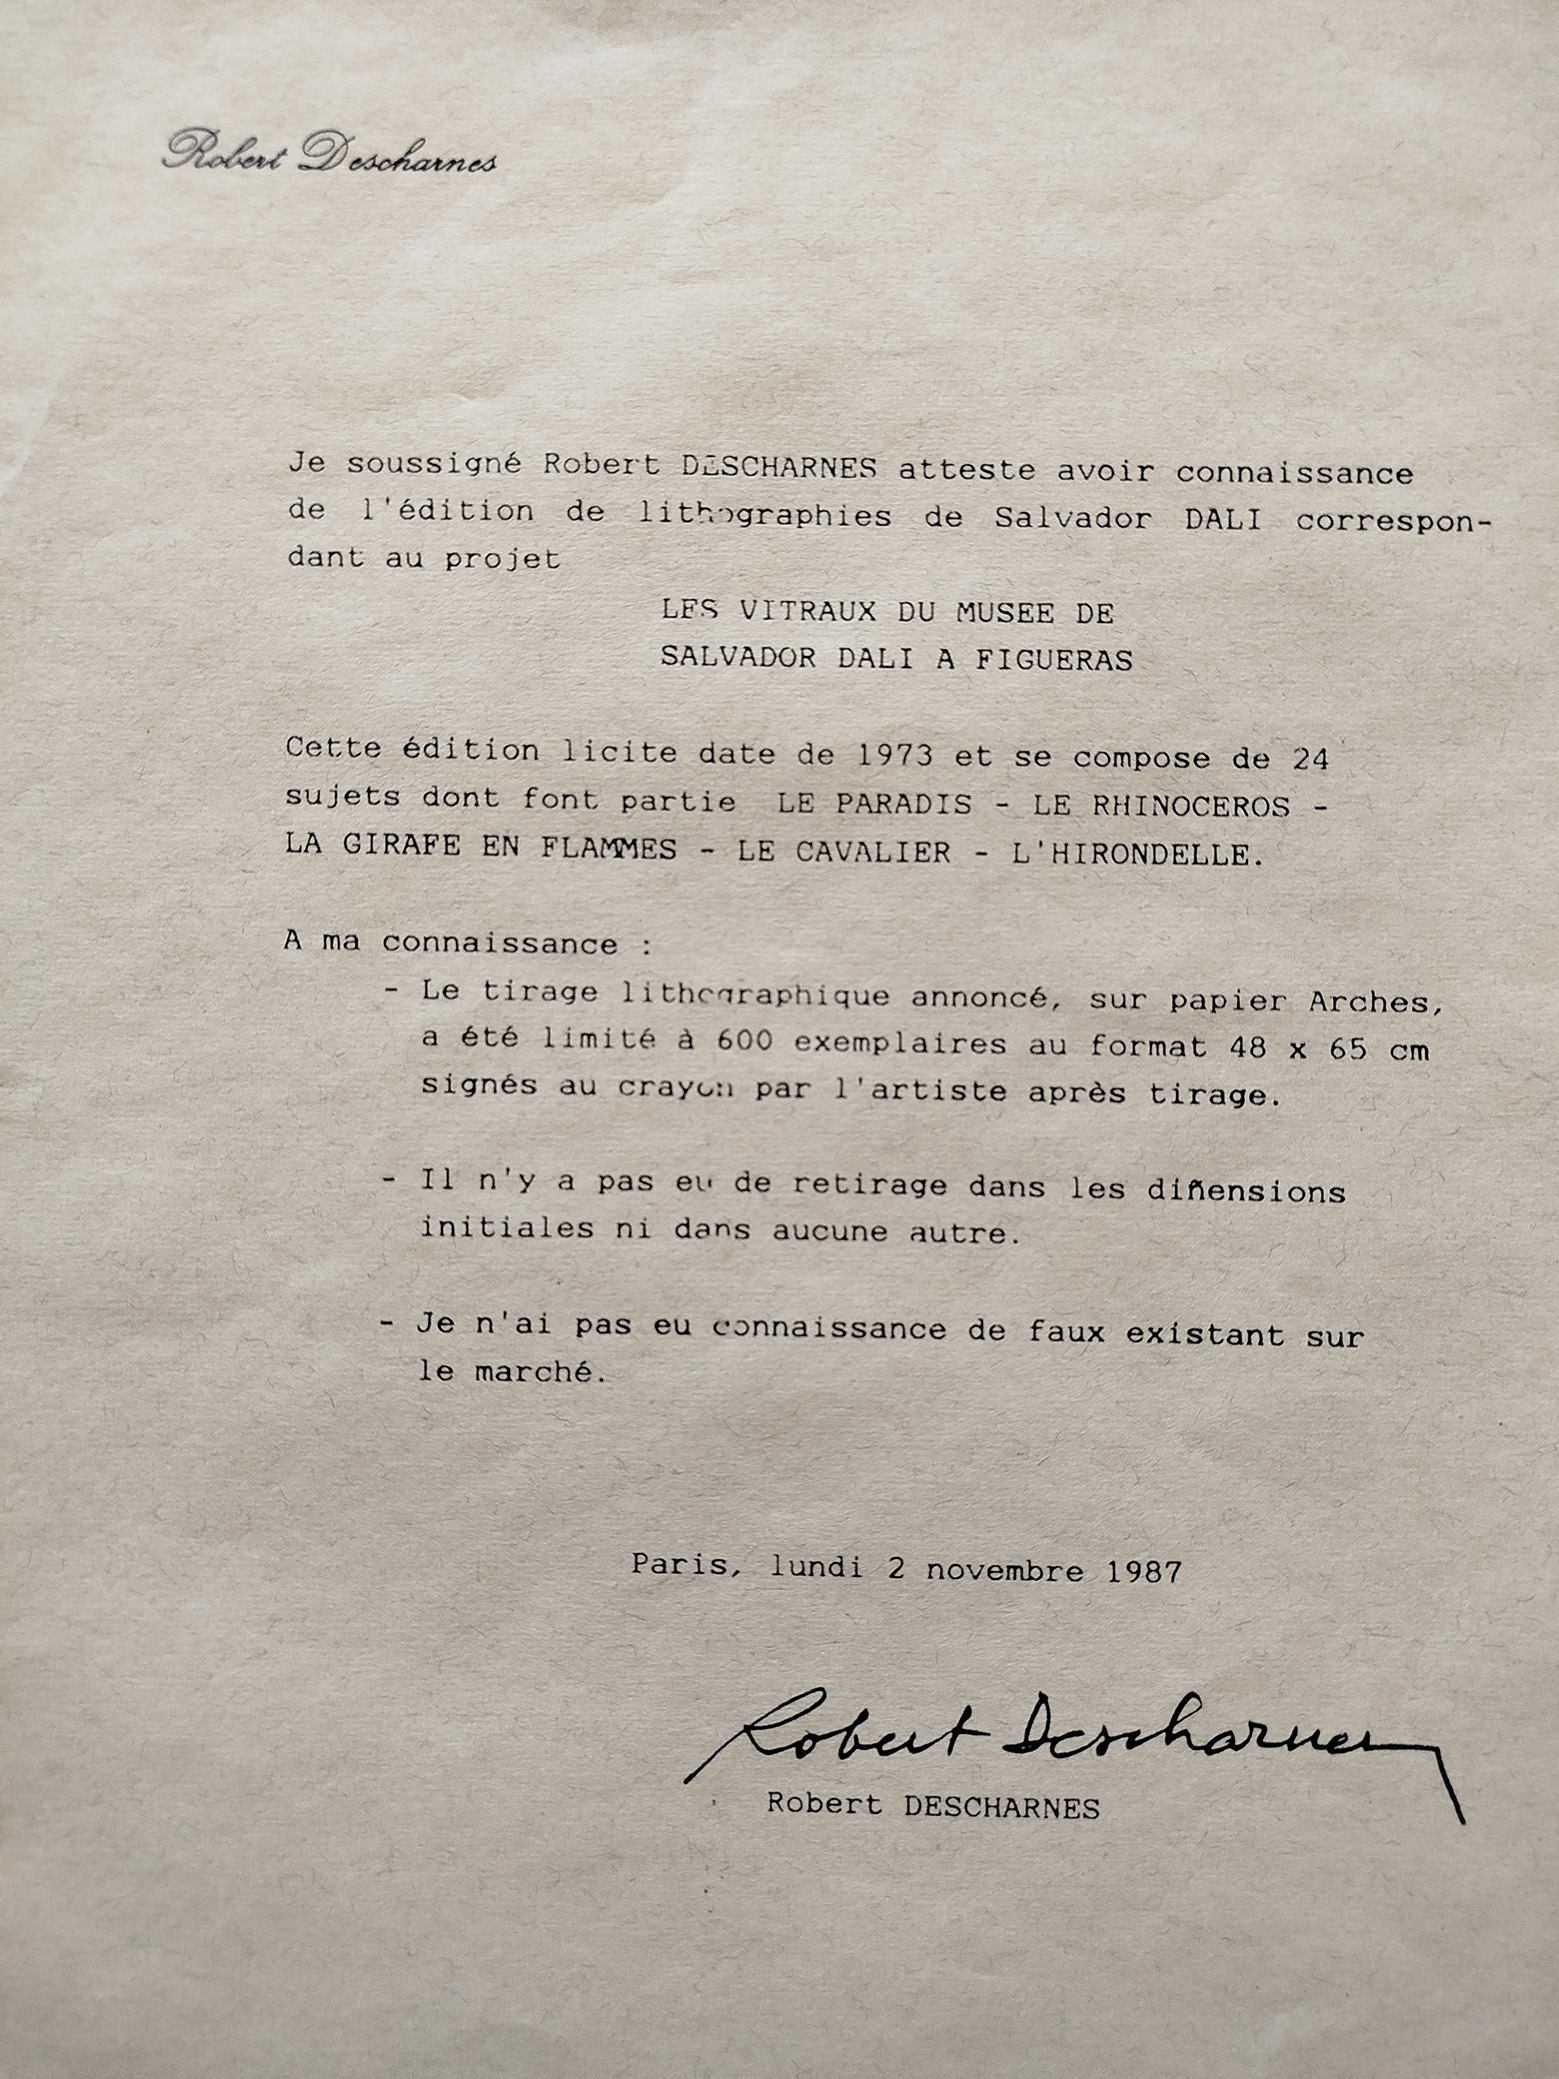 Robert Descharnes
Je soussigné Robert DESCHARNES atteste avoir connaissance
de l'édition de lithographies de Salvador DALI correspon-
dant au projet
LES VITRAUX DU MUSEE DE
SALVADOR DALI A FIGUERAS
Cette édition licite date de 1973 et se compose de 24
sujets dont font partie LE PARADIS - LE RHINOCEROS -
LA GIRAFE EN FLAMMES - LE CAVALIER - L'HIRONDELLE.
A ma connaissance :
- Le tirage lithographique annoncé, sur papier Arches,
a été limité à 600 exemplaires au format 48 x 65 cm
signés au crayon par l'artiste après tirage.
- Il n'y a pas eu de retirage dans les dimensions
initiales ni dans aucune autre.
- Je n'ai pas eu connaissance de faux existant sur
le marché.
Paris, lundi 2 novembre 1987
Robert Descharnes
Robert DESCHARNES